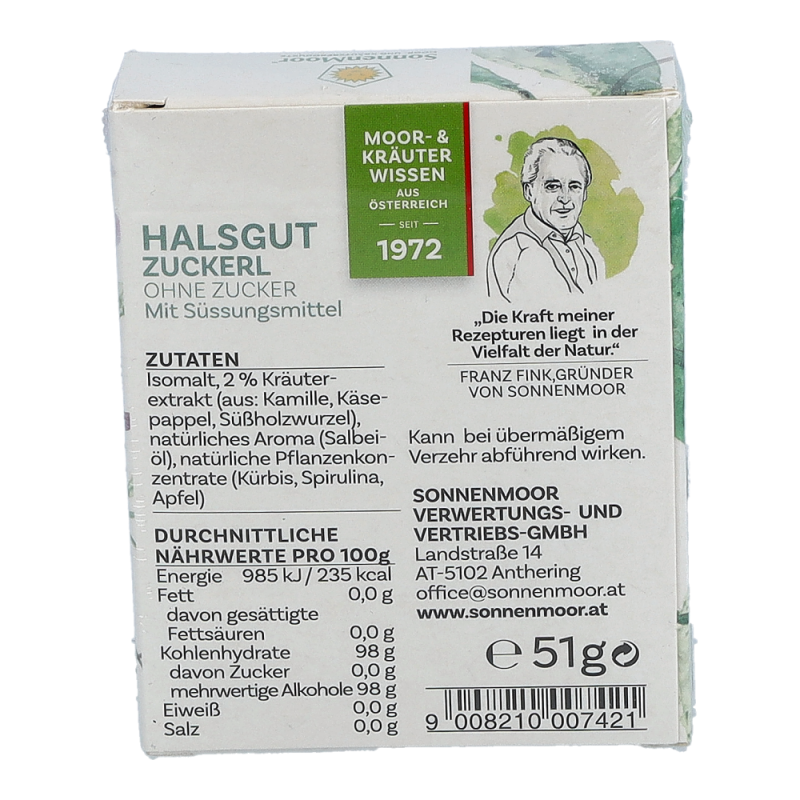 SonnenMoor
MOOR- &
KRÄUTER
WISSEN
AUS
ÖSTERREICH
SEIT
1972
HALSGUT
ZUCKERL
OHNE ZUCKER
Mit Süssungsmittel
„Die Kraft meiner
Rezepturen liegt in der
Vielfalt der Natur.“
FRANZ FINK,GRÜNDER
VON SONNENMOOR
ZUTATEN
Isomalt, 2 % Kräuter-
extrakt (aus: Kamille, Käse-
pappel, Süßholzwurzel),
natürliches Aroma (Salbei-
öl), natürliche Pflanzenkon-
zentrate (Kürbis, Spirulina,
Apfel)
DURCHNITTLICHE
NÄHRWERTE PRO 100g
Energie 985 kJ / 235 kcal
Fett 0,0 g
davon gesättigte
Fettsäuren 0,0 g
Kohlenhydrate 98 g
davon Zucker 0,0 g
mehrwertige Alkohole 98 g
Eiweiß 0,0 g
Salz 0,0 g
Kann bei übermäßigem
Verzehr abführend wirken.
SONNENMOOR
VERWERTUNGS- UND
VERTRIEBS-GMBH
Landstraße 14
AT-5102 Anthering
office@sonnenmoor.at
www.sonnenmoor.at
℮ 51g
9 008210 007421